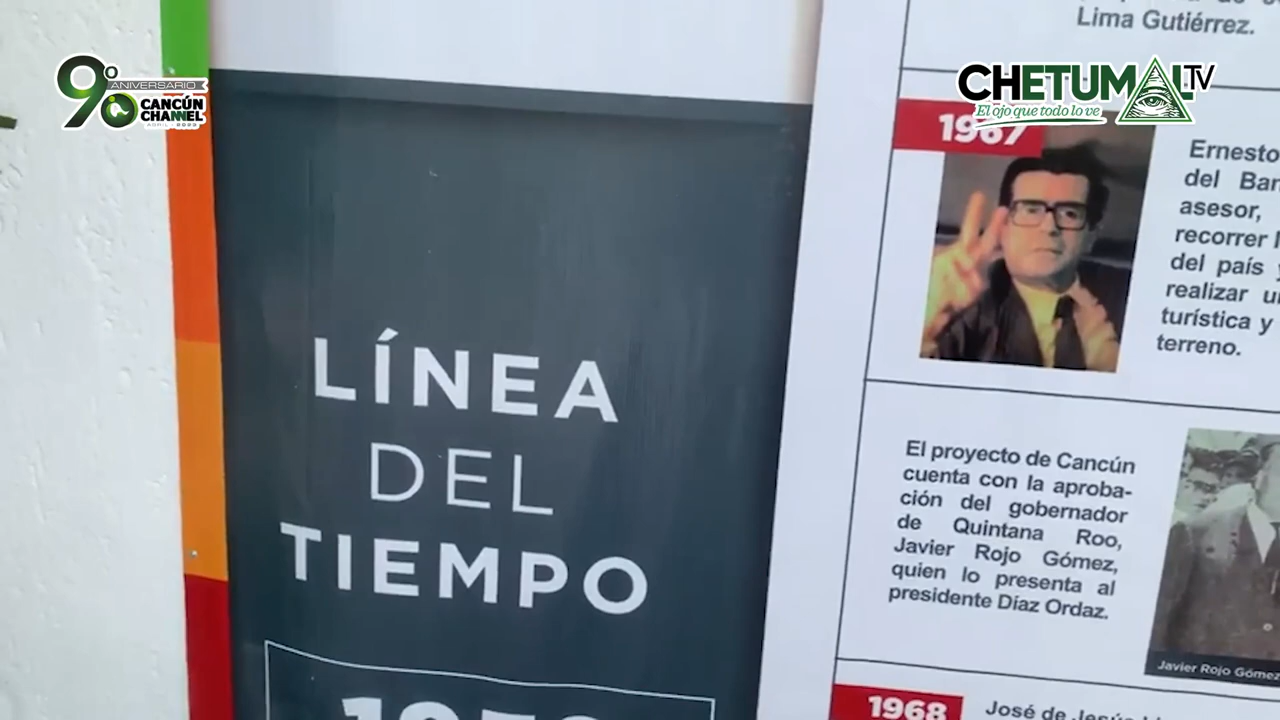 9º
ANIVERSARIO
CANCÚN
CHANNEL
ABRIL - 2023
CHETUMAL TV
El ojo que todo lo ve
LÍNEA
DEL
TIEMPO
Lima Gutiérrez.
1967
Ernesto
del
asesor,
recorrer
del país y
realizar
turística y
terreno.
El proyecto de Cancún
cuenta con la aproba-
ción del gobernador
de Quintana Roo,
Javier Rojo Gómez,
quien lo presenta al
presidente Díaz Ordaz.
Javier Rojo Gómez
1968
José de Jesús